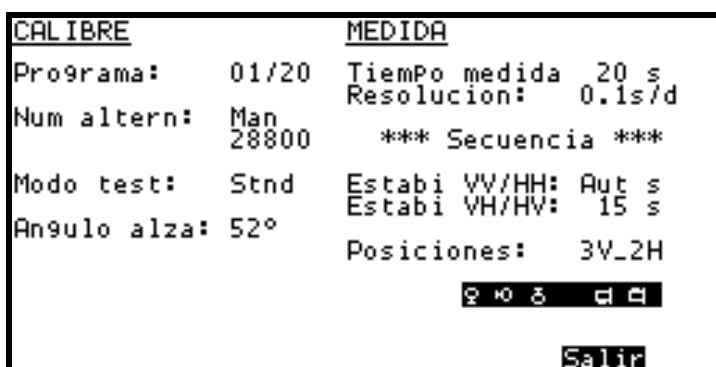 CALIBRE
Programa: 01/20
Num altern: Man
28800
Modo test: Stnd
Angulo alza: 52º
MEDIDA
Tiempo medida 20 s
Resolucion: 0.1s/d
*** Secuencia ***
Estabi VV/HH: Aut s
Estabi VH/HV: 15 s
Posiciones: 3V_2H
Salir